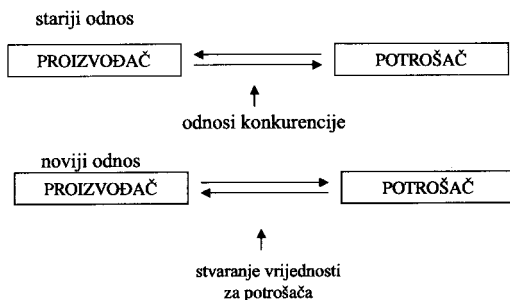 stariji odnos
PROIZVOĐAČ POTROŠAČ
odnosi konkurencije
noviji odnos
PROIZVOĐAČ POTROŠAČ
stvaranje vrijednosti
za potrošača